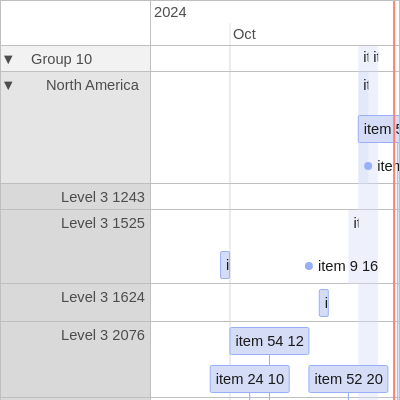 2024
Oct
▼ Group 10
▼ North America
item
Level 3 1243
Level 3 1525
item 9 16
Level 3 1624
Level 3 2076
item 54 12
item 24 10
item 52 20